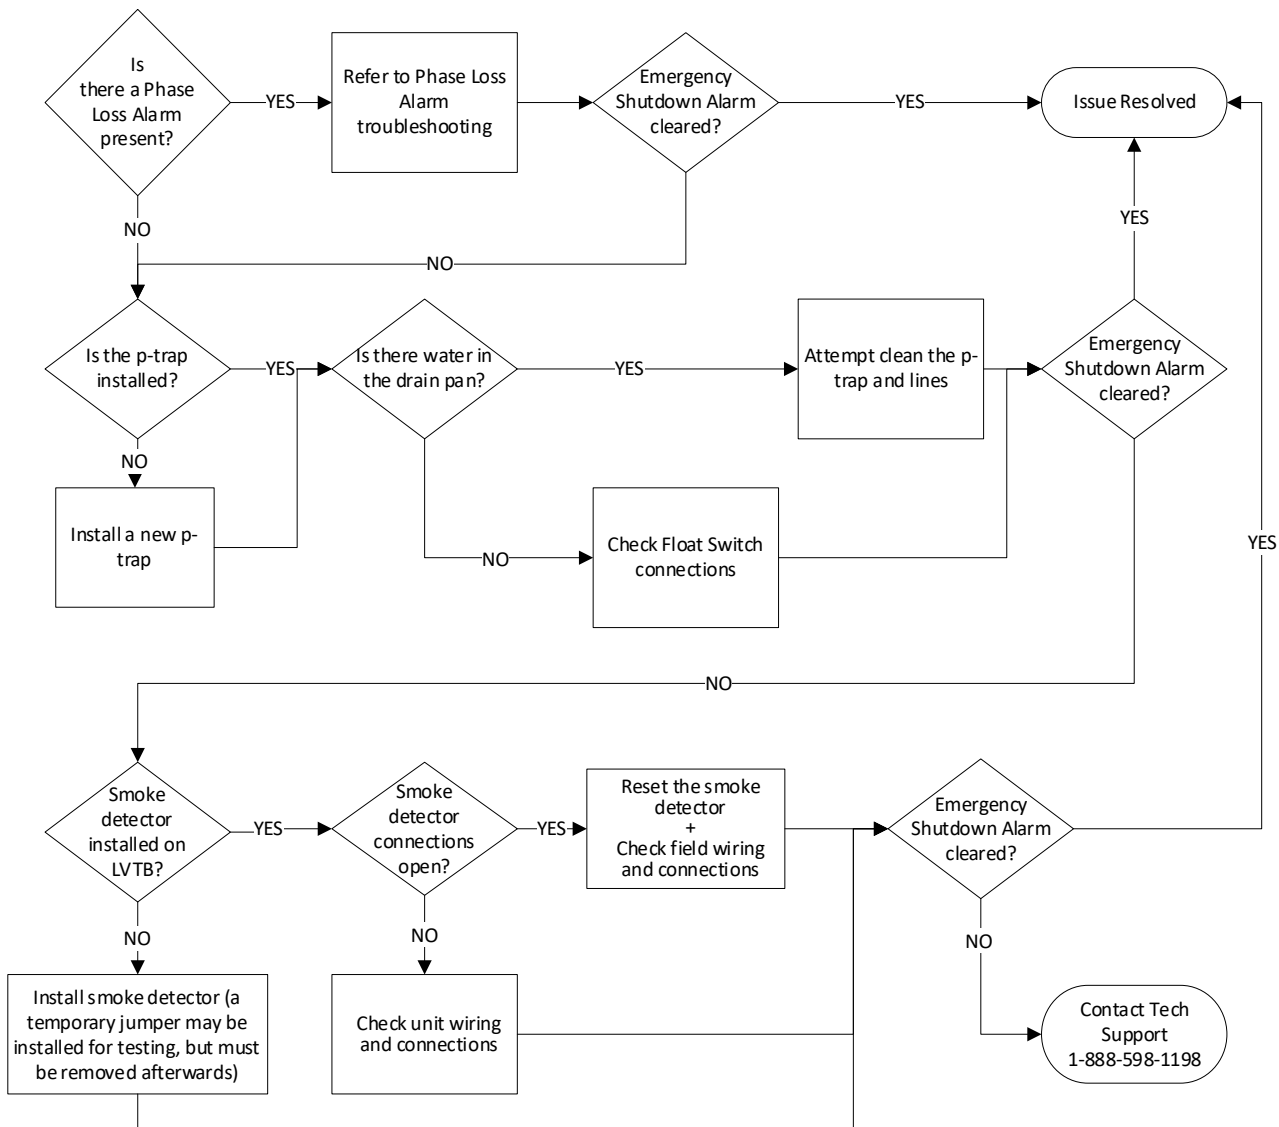 Is
there a Phase
Loss Alarm
present?
YES
Refer to Phase Loss
Alarm
troubleshooting
Emergency
Shutdown Alarm
cleared?
YES
Issue Resolved
NO
NO
YES
Is the p-trap
installed?
YES
Is there water in
the drain pan?
YES
Attempt clean the p-
trap and lines
Emergency
Shutdown Alarm
cleared?
NO
Install a new p-
trap
NO
Check Float Switch
connections
YES
NO
Smoke
detector
installed on
LVTB?
YES
Smoke
detector
connections
open?
YES
Reset the smoke
detector
+
Check field wiring
and connections
Emergency
Shutdown Alarm
cleared?
NO
NO
NO
Install smoke detector (a
temporary jumper may be
installed for testing, but must
be removed afterwards)
Check unit wiring
and connections
Contact Tech
Support
1-888-598-1198